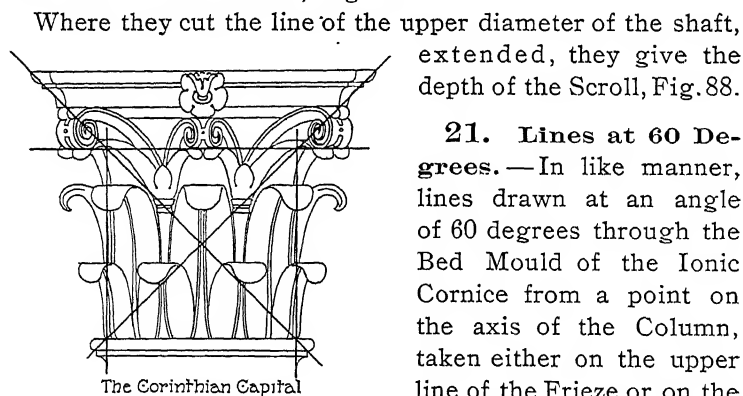 Where they cut the line of the upper diameter of the shaft,
extended, they give the
depth of the Scroll, Fig. 88.
21. Lines at 60 De-
grees.—In like manner,
lines drawn at an angle
of 60 degrees through the
Bed Mould of the Ionic
Cornice from a point on
the axis of the Column,
taken either on the upper
line of the Frieze or on the
The Corinthian Capital